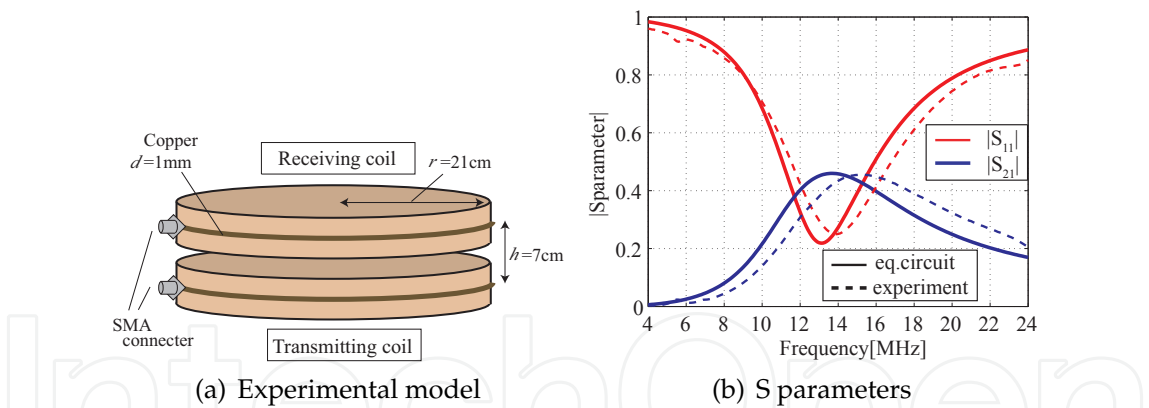 Copper
d=1mm
Receiving coil
r=21cm
h=7cm
SMA
connecter
Transmitting coil
(a) Experimental model
|Sparameter|
1
0.8
0.6
0.4
0.2
0
|S11|
|S21|
eq.circuit
experiment
4 6 8 10 12 14 16 18 20 22 24
Frequency[MHz]
(b) S parameters
IntechOpen